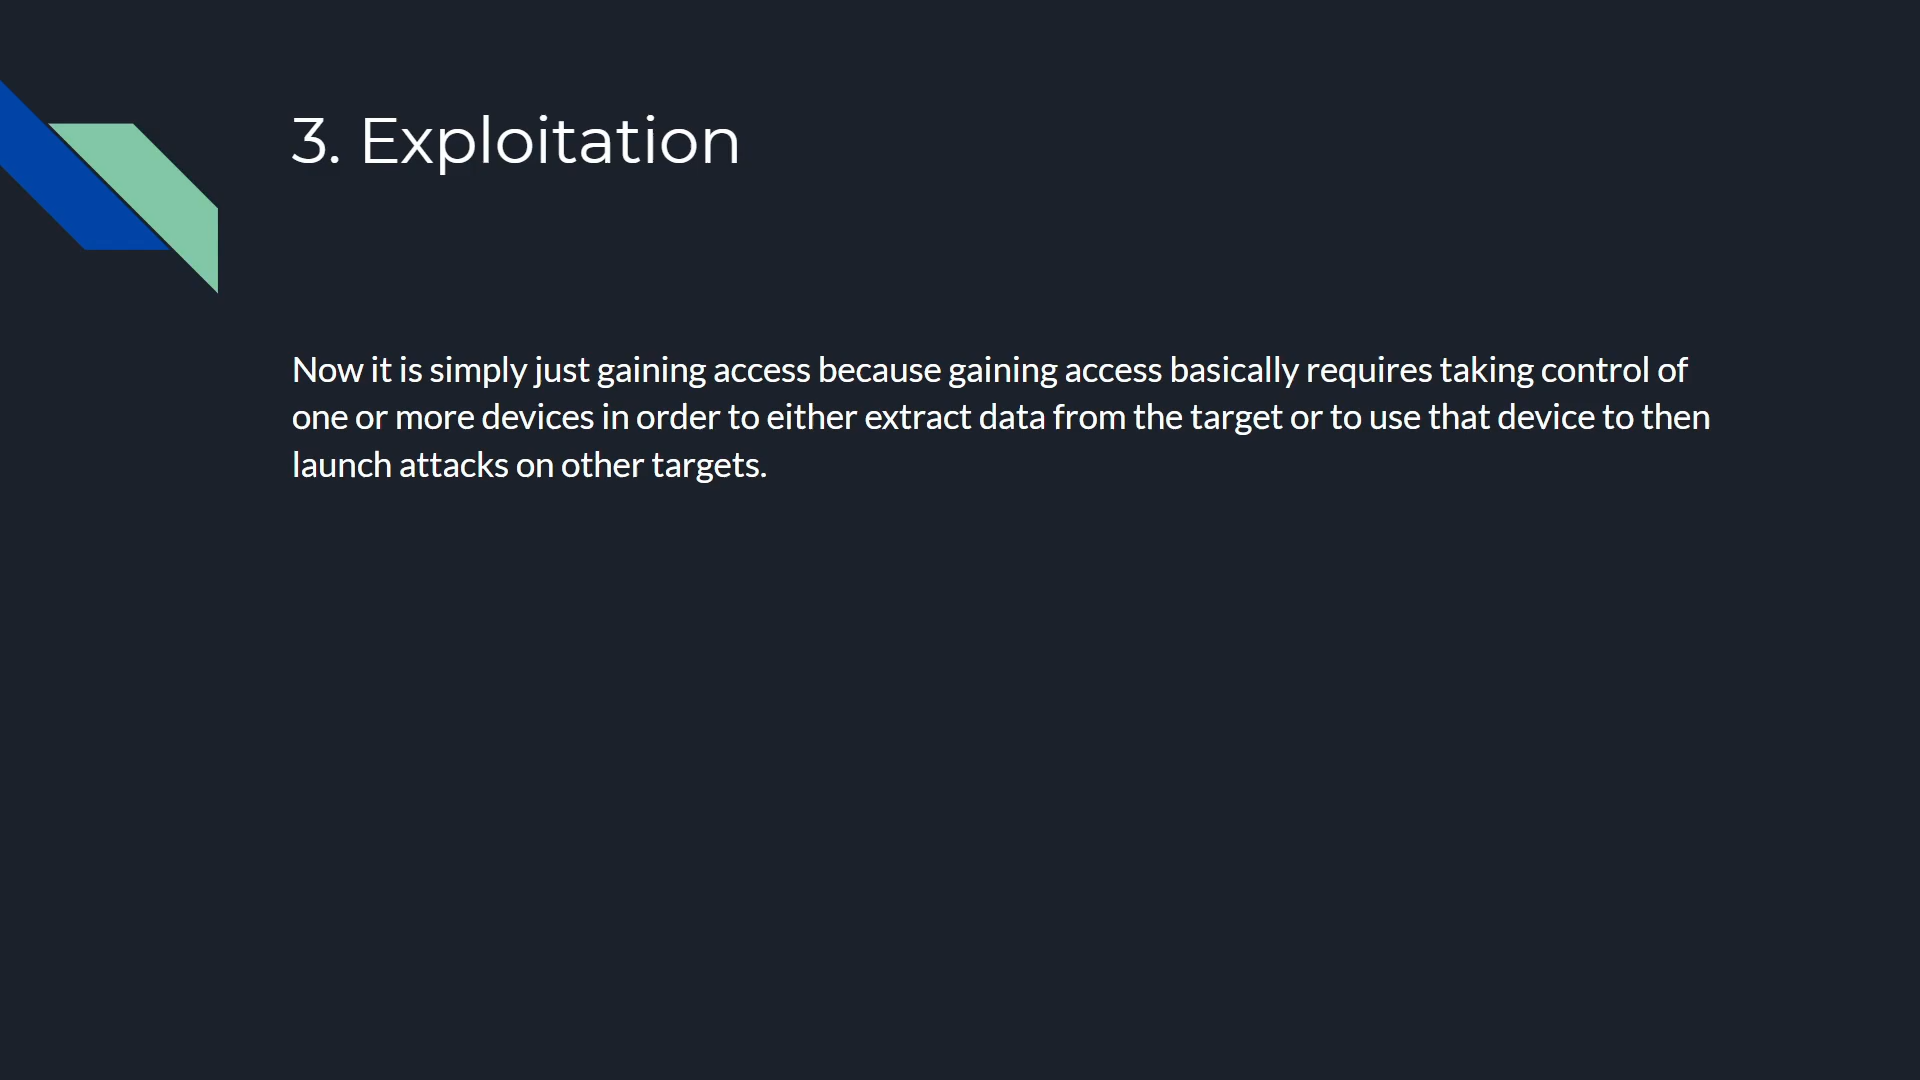 3. Exploitation
Now it is simply just gaining access because gaining access basically requires taking control of
one or more devices in order to either extract data from the target or to use that device to then
launch attacks on other targets.